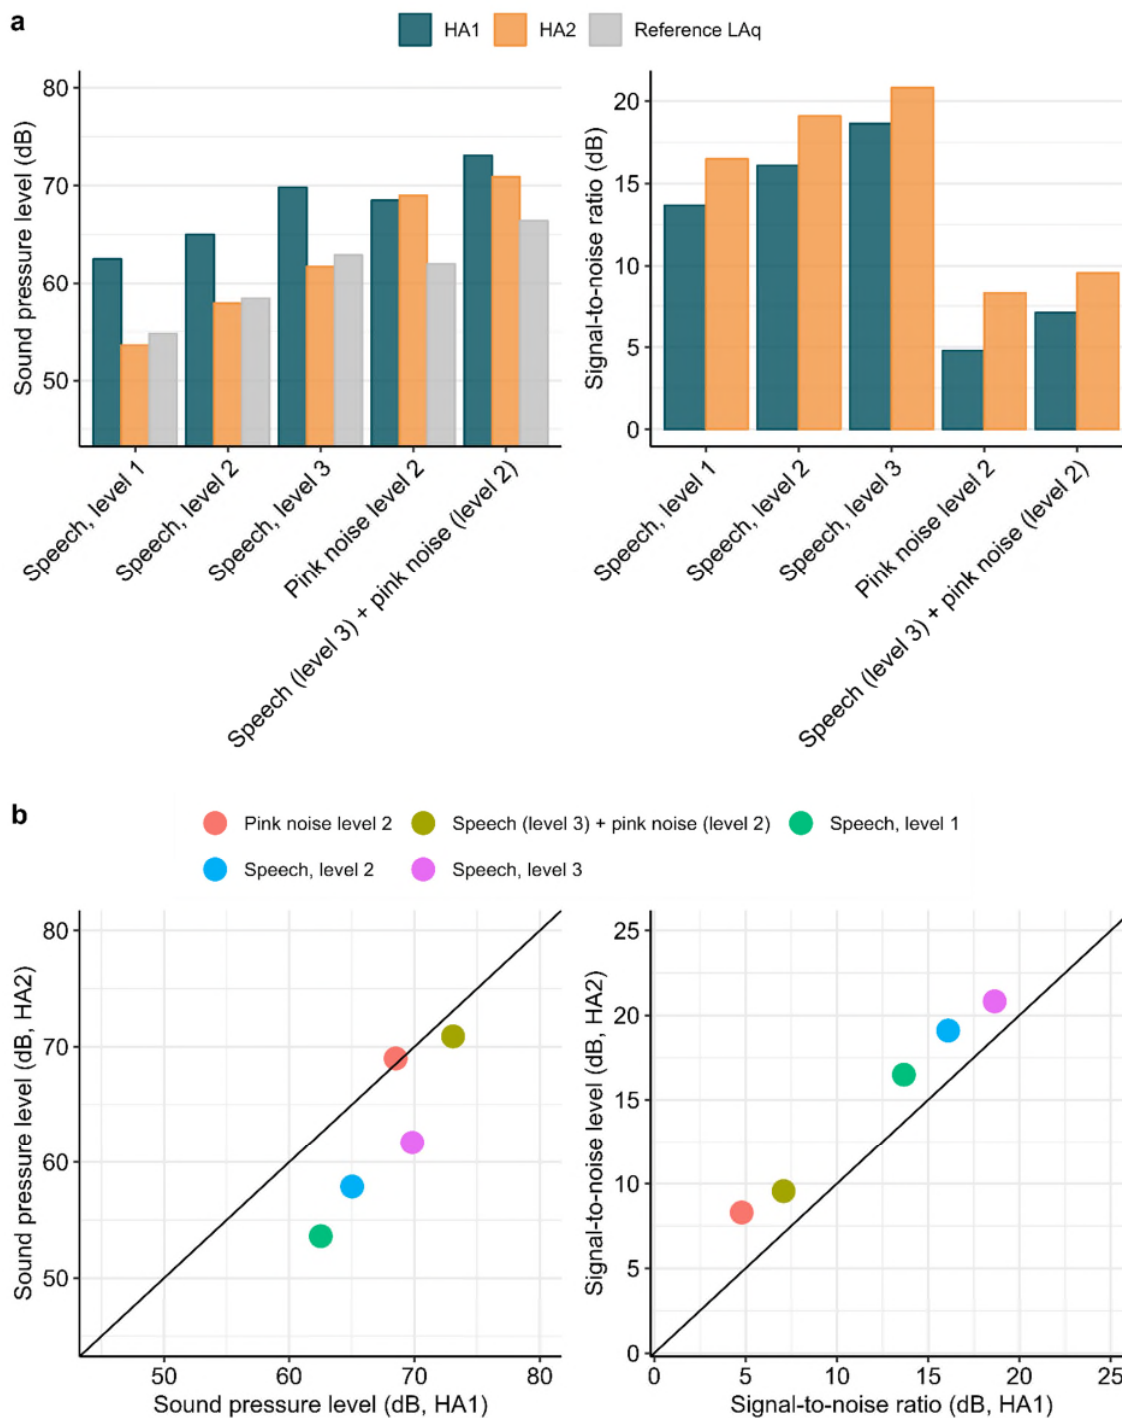 a
HA1 HA2 Reference LAq
Sound pressure level (dB)
80
70
60
50
Speech, level 1
Speech, level 2
Speech, level 3
Pink noise level 2
Speech (level 3) + pink noise (level 2)
Signal-to-noise ratio (dB)
20
15
10
5
0
Speech, level 1
Speech, level 2
Speech, level 3
Pink noise level 2
Speech (level 3) + pink noise (level 2)
b
Pink noise level 2 Speech (level 3) + pink noise (level 2) Speech, level 1
Speech, level 2 Speech, level 3
Sound pressure level (dB, HA2)
80
70
60
50
50 60 70 80
Sound pressure level (dB, HA1)
Signal-to-noise level (dB, HA2)
25
20
15
10
5
0
0 5 10 15 20 25
Signal-to-noise ratio (dB, HA1)